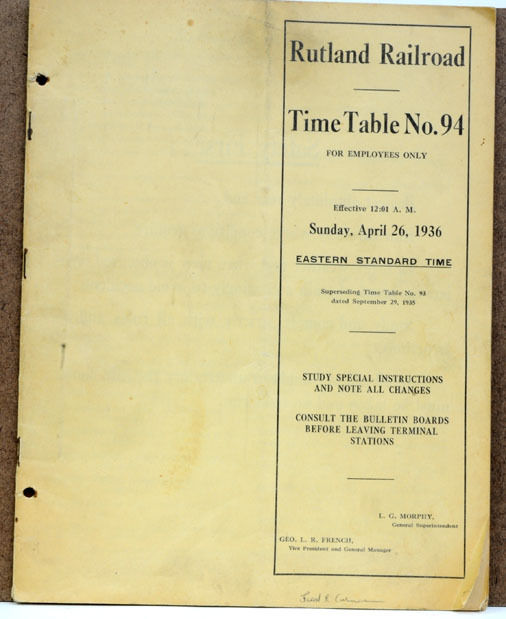 Rutland Railroad
Time Table No. 94
FOR EMPLOYEES ONLY
Effective 12:01 A. M.
Sunday, April 26, 1936
EASTERN STANDARD TIME
Superseding Time Table No. 93
dated September 29, 1935
STUDY SPECIAL INSTRUCTIONS
AND NOTE ALL CHANGES
CONSULT THE BULLETIN BOARDS
BEFORE LEAVING TERMINAL
STATIONS
L. G. MORPHY,
General Superintendent
GEO. L. R. FRENCH,
Vice President and General Manager